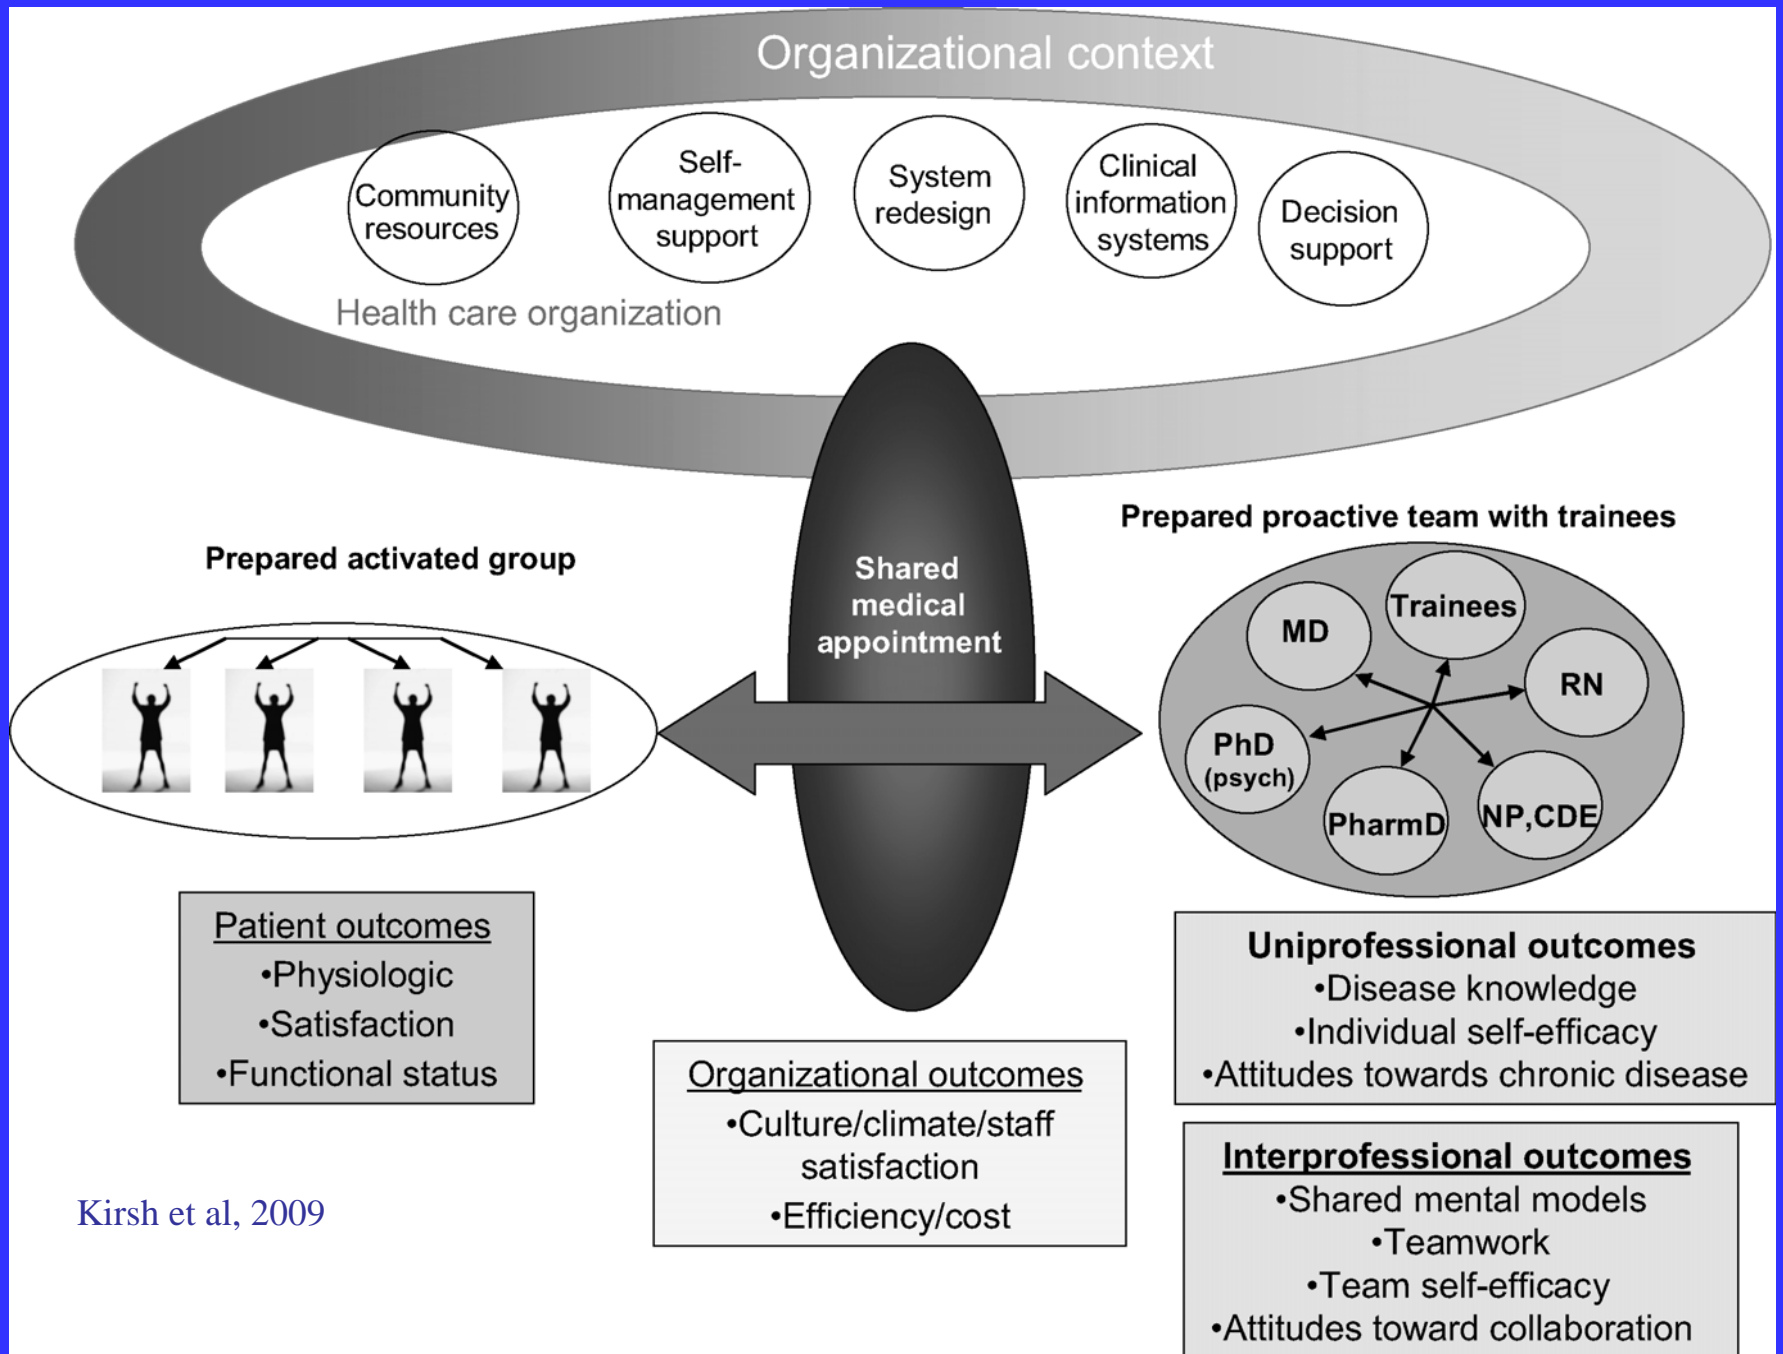 Organizational context
Community
resources
Self-
management
support
System
redesign
Clinical
information
systems
Decision
support
Health care organization
Prepared activated group
Shared
medical
appointment
Prepared proactive team with trainees
MD
Trainees
RN
PhD
(psych)
PharmD
NP,CDE
Patient outcomes
•Physiologic
•Satisfaction
•Functional status
Organizational outcomes
•Culture/climate/staff
satisfaction
•Efficiency/cost
Uniprofessional outcomes
•Disease knowledge
•Individual self-efficacy
•Attitudes towards chronic disease
Interprofessional outcomes
•Shared mental models
•Teamwork
•Team self-efficacy
•Attitudes toward collaboration
Kirsh et al, 2009